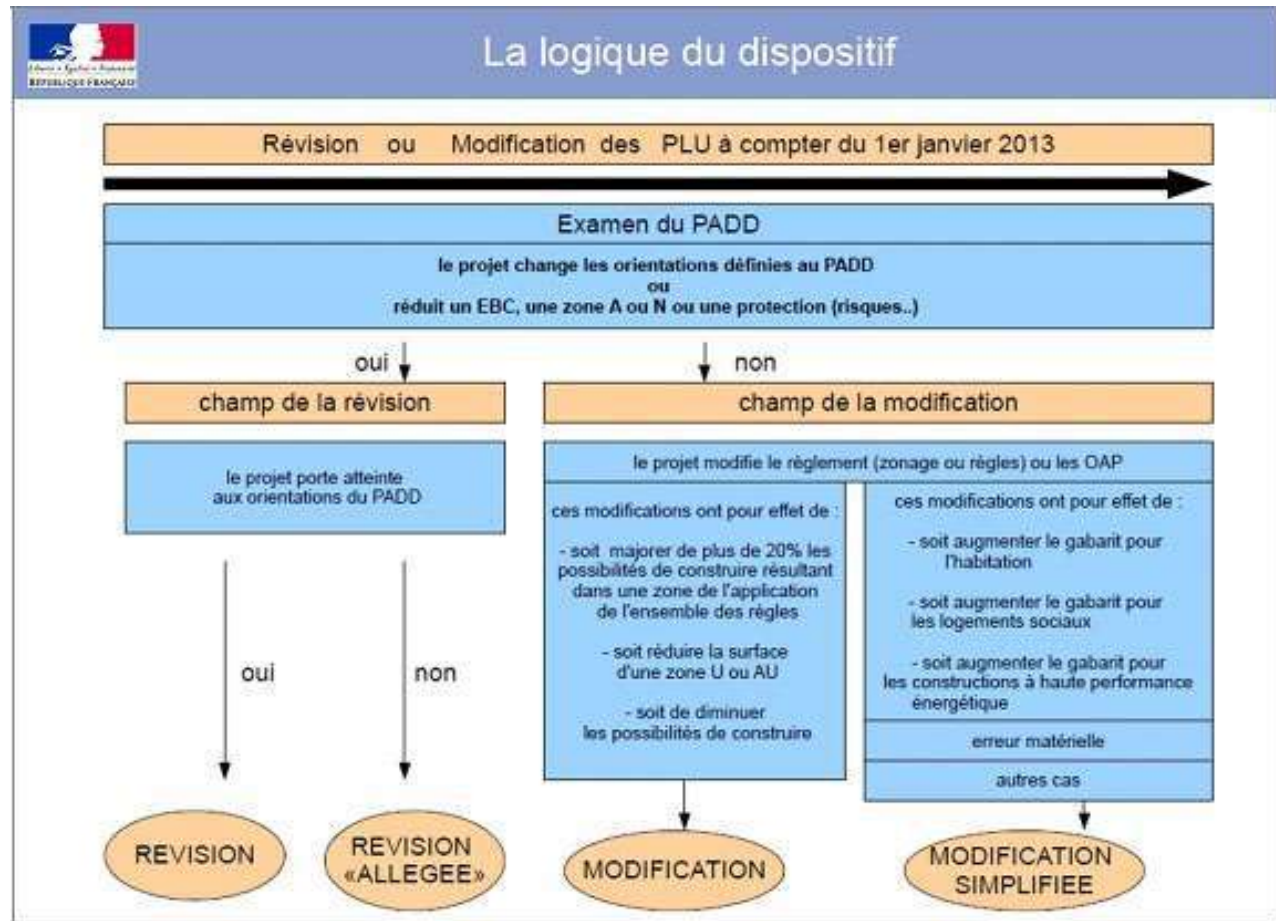 La logique du dispositif
Liberté • Égalité • Fraternité
RÉPUBLIQUE FRANÇAISE
Révision ou Modification des PLU à compter du 1er janvier 2013
Examen du PADD
le projet change les orientations définies au PADD
ou
réduit un EBC, une zone A ou N ou une protection (risques..)
oui
non
champ de la révision
champ de la modification
le projet porte atteinte
aux orientations du PADD
le projet modifie le règlement (zonage ou règles) ou les OAP
ces modifications ont pour effet de :
- soit majorer de plus de 20% les
possibilités de construire résultant
dans une zone de l'application
de l'ensemble des règles
- soit réduire la surface
d'une zone U ou AU
- soit de diminuer
les possibilités de construire
ces modifications ont pour effet de :
- soit augmenter le gabarit pour
l'habitation
- soit augmenter le gabarit pour
les logements sociaux
- soit augmenter le gabarit pour
les constructions à haute performance
énergétique
erreur matérielle
autres cas
oui
non
REVISION
REVISION
«ALLEGEE»
MODIFICATION
MODIFICATION
SIMPLIFIEE